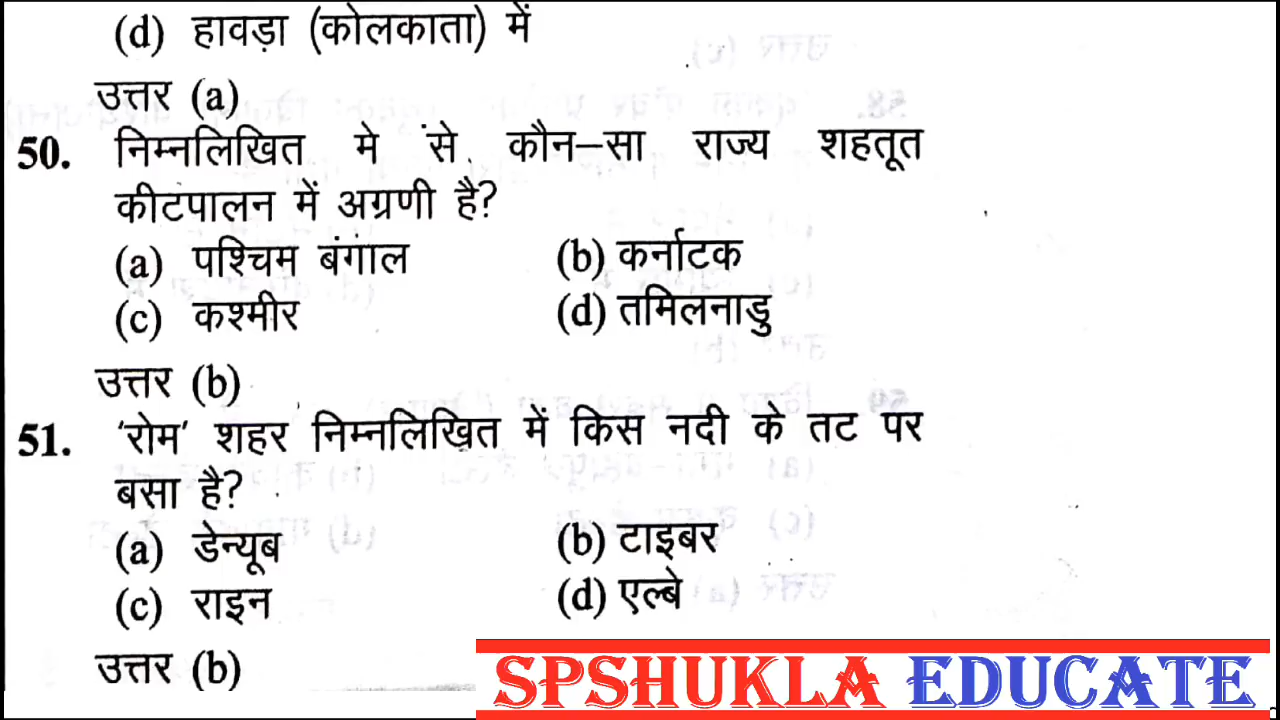 (d) हावड़ा (कोलकाता) में
उत्तर (a)
50. निम्नलिखित मे से कौन–सा राज्य शहतूत
कीटपालन में अग्रणी है?
(a) पश्चिम बंगाल (b) कर्नाटक
(c) कश्मीर (d) तमिलनाडु
उत्तर (b)
51. 'रोम' शहर निम्नलिखित में किस नदी के तट पर
बसा है?
(a) डेन्यूब (b) टाइबर
(c) राइन (d) एल्बे
उत्तर (b)
SPSHUKLA EDUCATE